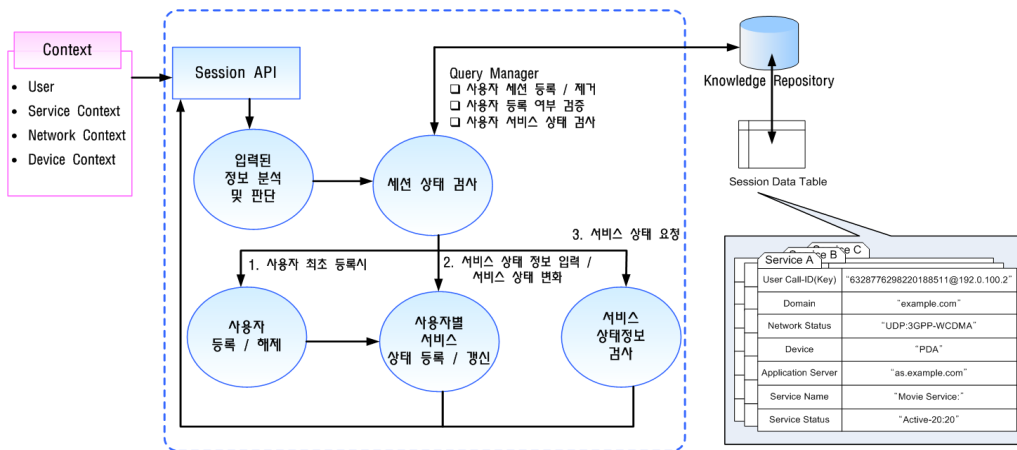 Context
• User
• Service Context
• Network Context
• Device Context
Session API
입력된
정보 분석
및 판단
세션 상태 검사
Query Manager
❑ 사용자 세션 등록 / 제거
❑ 사용자 등록 여부 검증
❑ 사용자 서비스 상태 검사
Knowledge Repository
Session Data Table
1. 사용자 최초 등록시
2. 서비스 상태 정보 입력 /
서비스 상태 변화
3. 서비스 상태 요청
사용자
등록 / 해제
사용자별
서비스
상태 등록 / 갱신
서비스
상태정보
검사
Service C
Service B
Service A
User Call-ID(Key) "6328776298220188511@192.0.100.2"
Domain "example.com"
Network Status "UDP:3GPP-WCDMA"
Device "PDA"
Application Server "as.example.com"
Service Name "Movie Service:"
Service Status "Active-20:20"